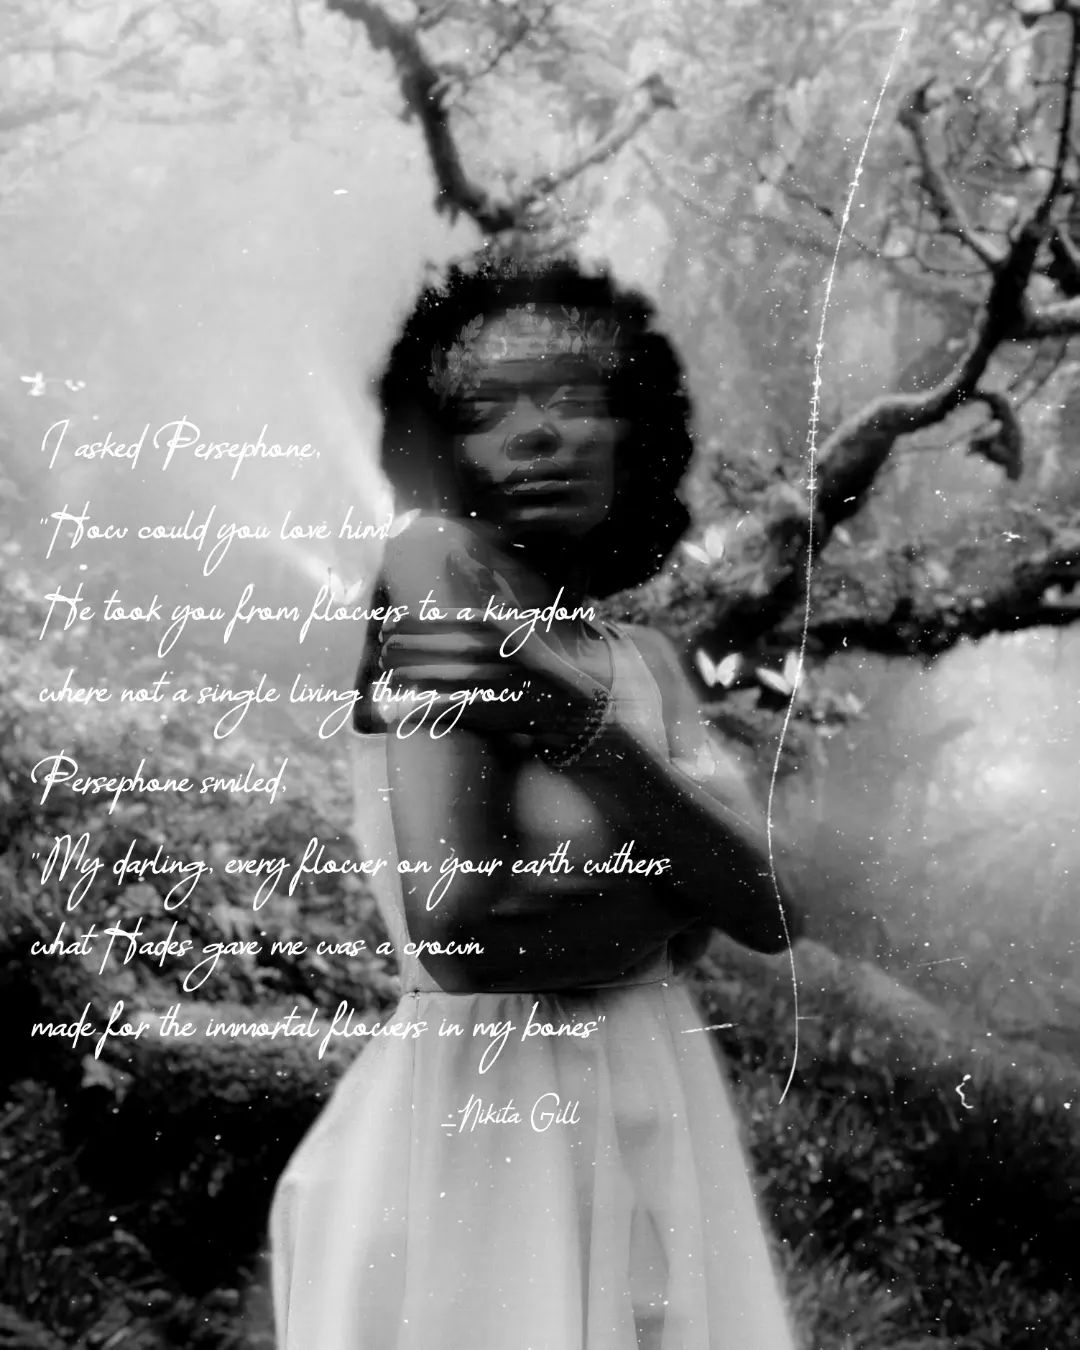 I asked Persephone,
"How could you love him?
He took you from flowers to a kingdom
where not a single living thing grow"
Persephone smiled,
"My darling, every flower on your earth withers
what Hades gave me was a crown
made for the immortal flowers in my bones"
-Nikita Gill